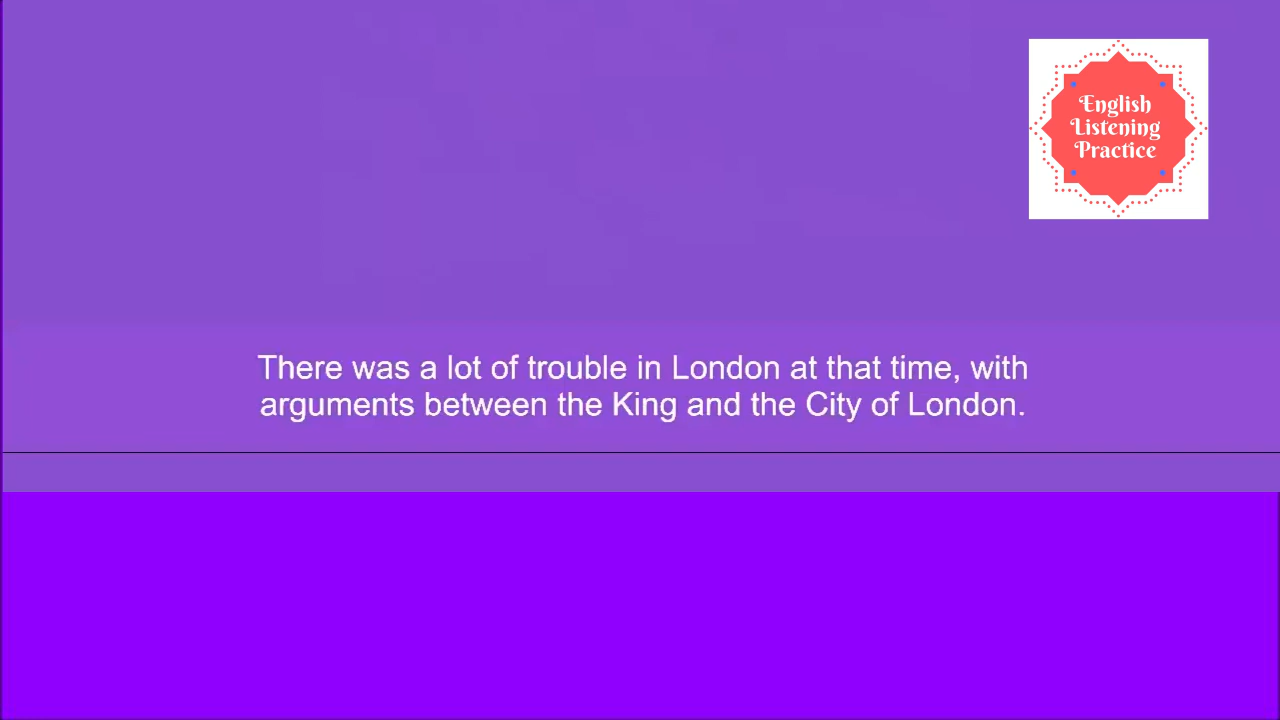 English
Listening
Practice
There was a lot of trouble in London at that time, with
arguments between the King and the City of London.